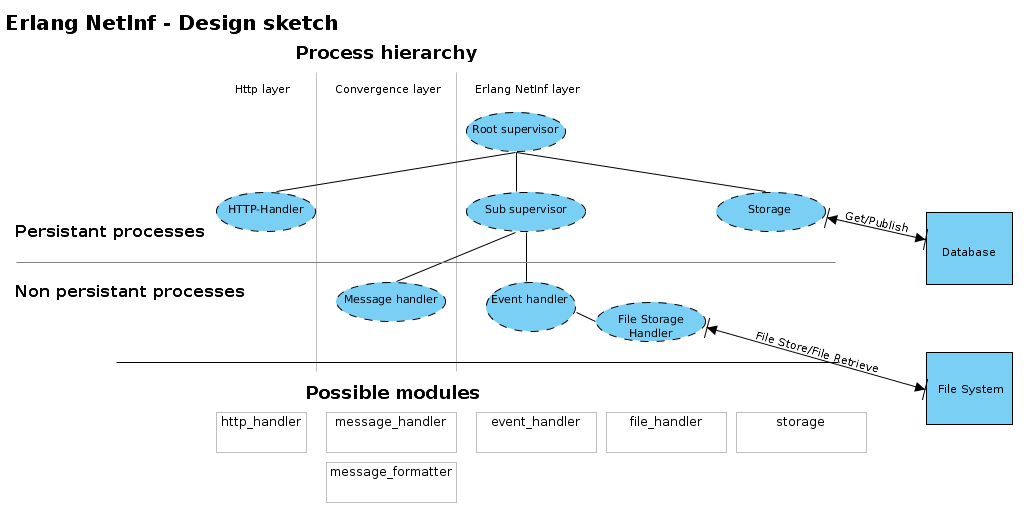 Erlang NetInf - Design sketch
Process hierarchy
Http layer
Convergence layer
Erlang NetInf layer
Root supervisor
HTTP-Handler
Sub supervisor
Storage
Get/Publish
Database
Persistant processes
Non persistant processes
Message handler
Event handler
File Storage
Handler
File Store/File Retrieve
File System
Possible modules
http_handler
message_handler
event_handler
file_handler
storage
message_formatter